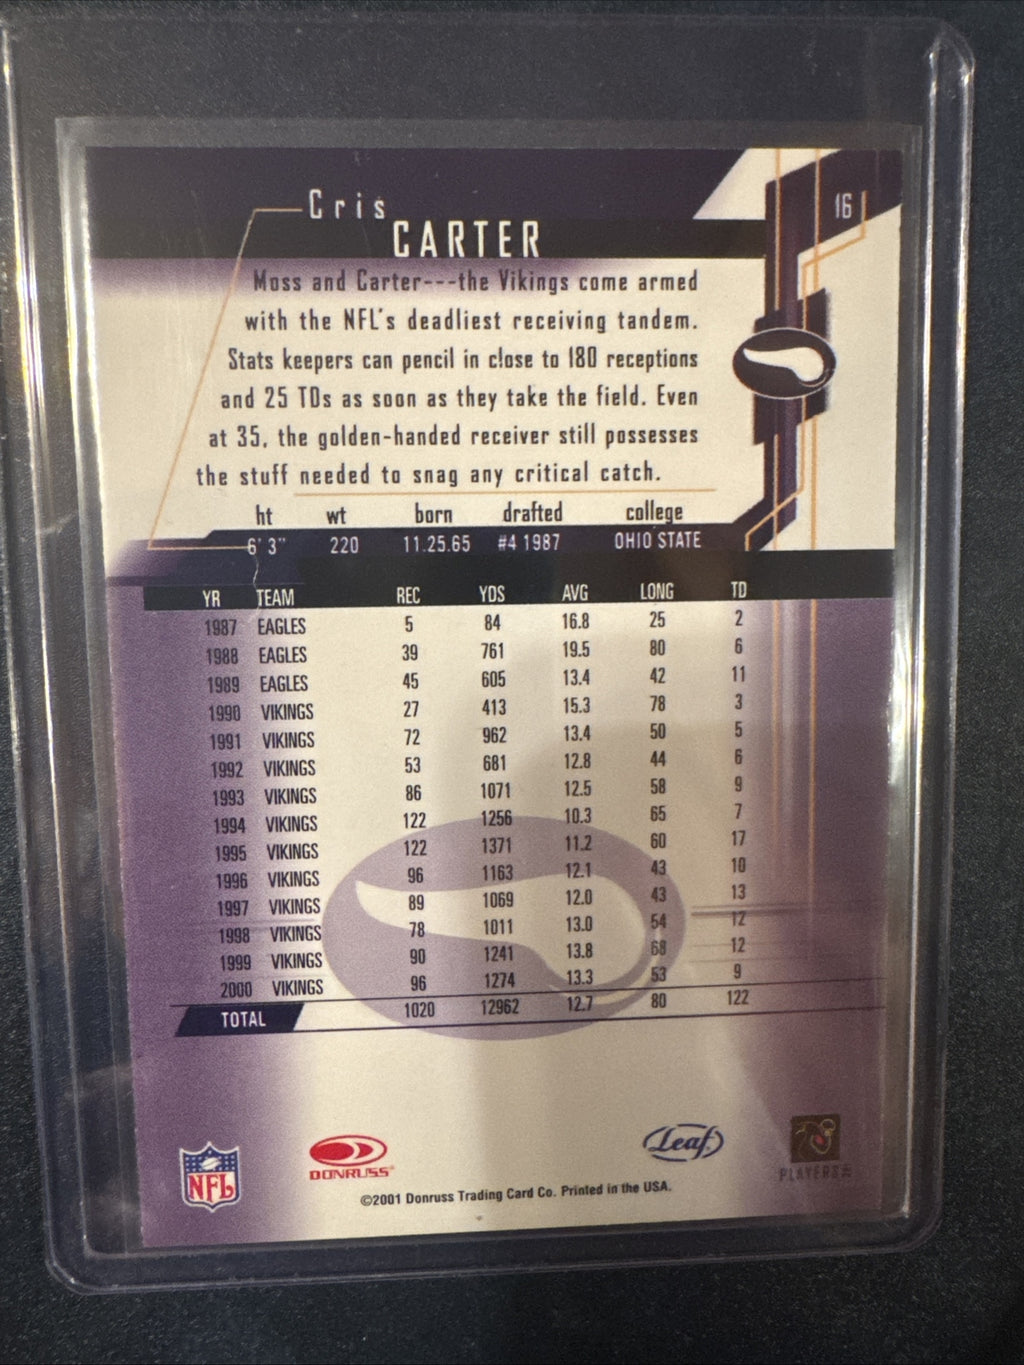 Cris
CARTER
16
Moss and Carter---the Vikings come armed
with the NFL's deadliest receiving tandem.
Stats keepers can pencil in close to 180 receptions
and 25 TDs as soon as they take the field. Even
at 35, the golden-handed receiver still possesses
the stuff needed to snag any critical catch.
ht wt born drafted college
6' 3" 220 11.25.65 #4 1987 OHIO STATE
YR TEAM REC YDS AVG LONG TD
1987 EAGLES 5 84 16.8 25 2
1988 EAGLES 39 761 19.5 80 6
1989 EAGLES 45 605 13.4 42 11
1990 VIKINGS 27 413 15.3 78 3
1991 VIKINGS 72 962 13.4 50 5
1992 VIKINGS 53 681 12.8 44 6
1993 VIKINGS 86 1071 12.5 58 9
1994 VIKINGS 122 1256 10.3 65 7
1995 VIKINGS 122 1371 11.2 60 17
1996 VIKINGS 96 1163 12.1 43 10
1997 VIKINGS 89 1069 12.0 43 13
1998 VIKINGS 78 1011 13.0 54 12
1999 VIKINGS 90 1241 13.8 68 12
2000 VIKINGS 96 1274 13.3 53 9
TOTAL 1020 12962 12.7 80 122
NFL
DONRUSS
Leaf
PLAYERS INC
©2001 Donruss Trading Card Co. Printed in the USA.